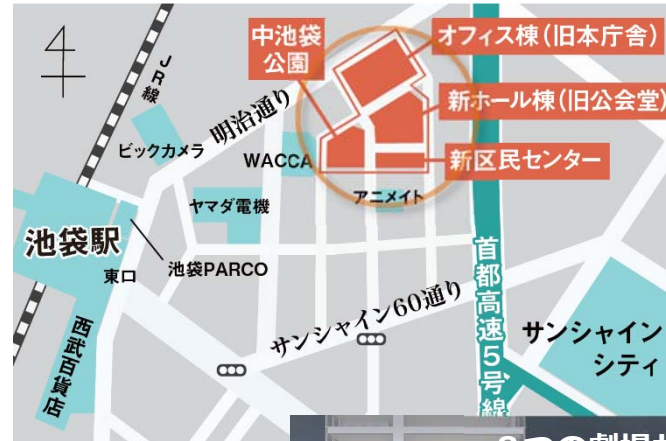 中池袋
公園
オフィス棟(旧本庁舎)
新ホール棟(旧公会堂)
新区民センター
JR線
明治通り
ビックカメラ
WACCA
アニメイト
ヤマダ電機
池袋駅
東口
池袋PARCO
西武百貨店
サンシャイン60通り
首都高速5号線
サンシャイン
シティ